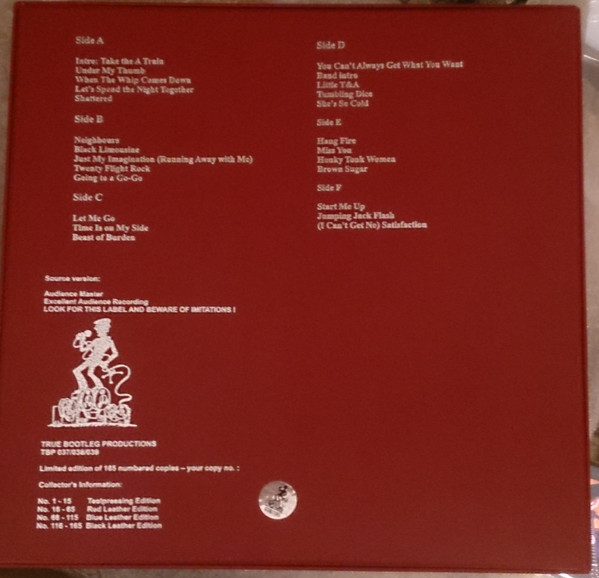 Side A
Intro: Take the A Train
Under My Thumb
When The Whip Comes Down
Let's Spend the Night Together
Shattered
Side B
Neighbours
Black Limousine
Just My Imagination (Running Away with Me)
Twenty Flight Rock
Going to a Go-Go
Side C
Let Me Go
Time Is on My Side
Beast of Burden
Side D
You Can't Always Get What You Want
Band intro
Little T&A
Tumbling Dice
She's So Cold
Side E
Hang Fire
Miss You
Honky Tonk Women
Brown Sugar
Side F
Start Me Up
Jumping Jack Flash
(I Can't Get No) Satisfaction
Source version:
Audience Master
Excellent Audience Recording
LOOK FOR THIS LABEL AND BEWARE OF IMITATIONS !
TRUE BOOTLEG PRODUCTIONS
TBP 037/038/039
Limited edition of 165 numbered copies – your copy no. :
Collector's Information:
No. 1 - 15 Testpressing Edition
No. 16 - 65 Red Leather Edition
No. 66 - 115 Blue Leather Edition
No. 116 - 165 Black Leather Edition